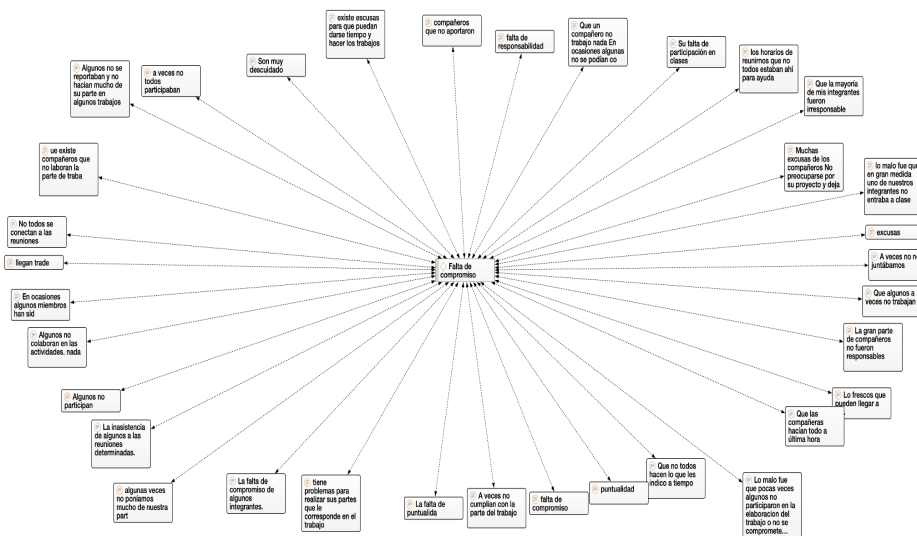 existe escusas
para que puedan
darse tiempo y
hacer los trabajos
compañeros
que no aportaron
falta de
responsabilidad
Que un
compañero no
trabajo nada En
ocasiones algunas
no se podian co
Su falta de
participación en
clases
los horarios de
reunirnos que no
todos estaban ahí
para ayuda
Que la mayoría
de mis integrantes
fueron
irresponsable
Son muy
descuidado
a veces no
todos
participaban
Algunos no se
reportaban y no
hacian mucho de
su parte en
algunos trabajos
ue existe
compañeros que
no laboran la
parte de traba
No todos se
conectan a las
reuniones
llegan trade
En ocasiones
algunos miembros
han sid
Algunos no
colaboran en las
actividades. nada
Algunos no
participan
La inasistencia
de algunos a las
reuniones
determinadas.
algunas veces
no poníamos
mucho de nuestra
part
La falta de
compromiso de
algunos
integrantes.
tiene
problemas para
realizar sus partes
que le
corresponde en el
trabajo
La falta de
puntualida
A veces no
cumplian con la
parte del trabajo
falta de
compromiso
puntualidad
Que no todos
hacen lo que les
indico a tiempo
Lo malo fue
que pocas veces
algunos no
participaron en la
elaboracion del
trabajo o no se
compromete...
Que las
compañeras
hacían todo a
última hora
Lo frescos que
pueden llegar a
La gran parte
de compañeros
no fueron
responsables
Que algunos a
veces no trabajan
A veces no no
juntábamos
excusas
lo malo fue que
en gran medida
uno de nuestros
integrantes no
entraba a clase
Muchas
excusas de los
compañeros No
preocuparse por
su proyecto y deja
Falta de
compromiso